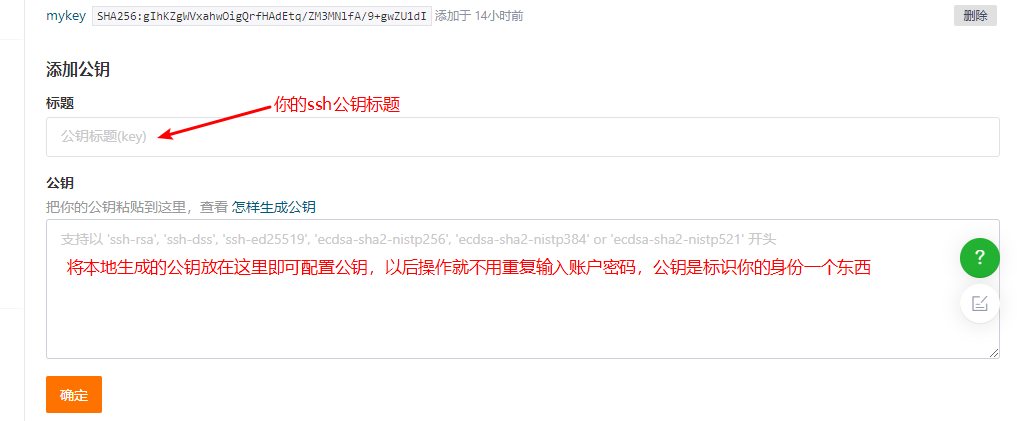 mykey SHA256:gIhKZgWVxahwOigQrfHAdEtq/ZM3MNlfA/9+gwZU1dI 添加于 14小时前 删除
添加公钥
标题
你的ssh公钥标题
公钥标题(key)
公钥
把你的公钥粘贴到这里，查看 怎样生成公钥
支持以 'ssh-rsa', 'ssh-dss', 'ssh-ed25519', 'ecdsa-sha2-nistp256', 'ecdsa-sha2-nistp384' or 'ecdsa-sha2-nistp521' 开头
将本地生成的公钥放在这里即可配置公钥，以后操作就不用重复输入账户密码，公钥是标识你的身份一个东西
?
确定